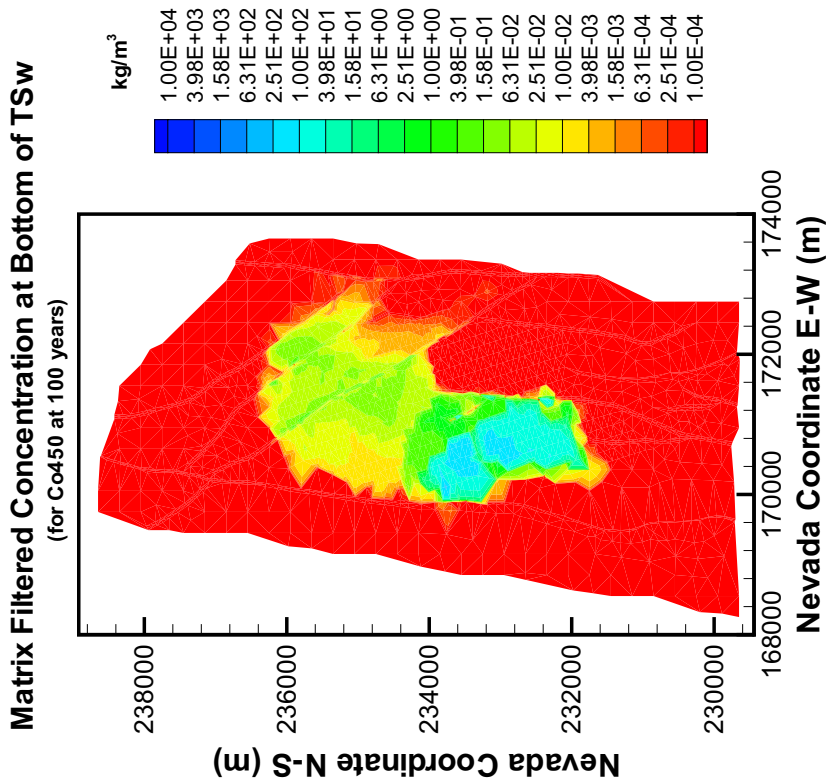 Matrix Filtered Concentration at Bottom of TSw
(for Co450 at 100 years)
kg/m³
1.00E+04
3.98E+03
1.58E+03
6.31E+02
2.51E+02
1.00E+02
3.98E+01
1.58E+01
6.31E+00
2.51E+00
1.00E+00
3.98E-01
1.58E-01
6.31E-02
2.51E-02
1.00E-02
3.98E-03
1.58E-03
6.31E-04
2.51E-04
1.00E-04
Nevada Coordinate N-S (m)
238000
236000
234000
232000
230000
168000
170000
172000
174000
Nevada Coordinate E-W (m)